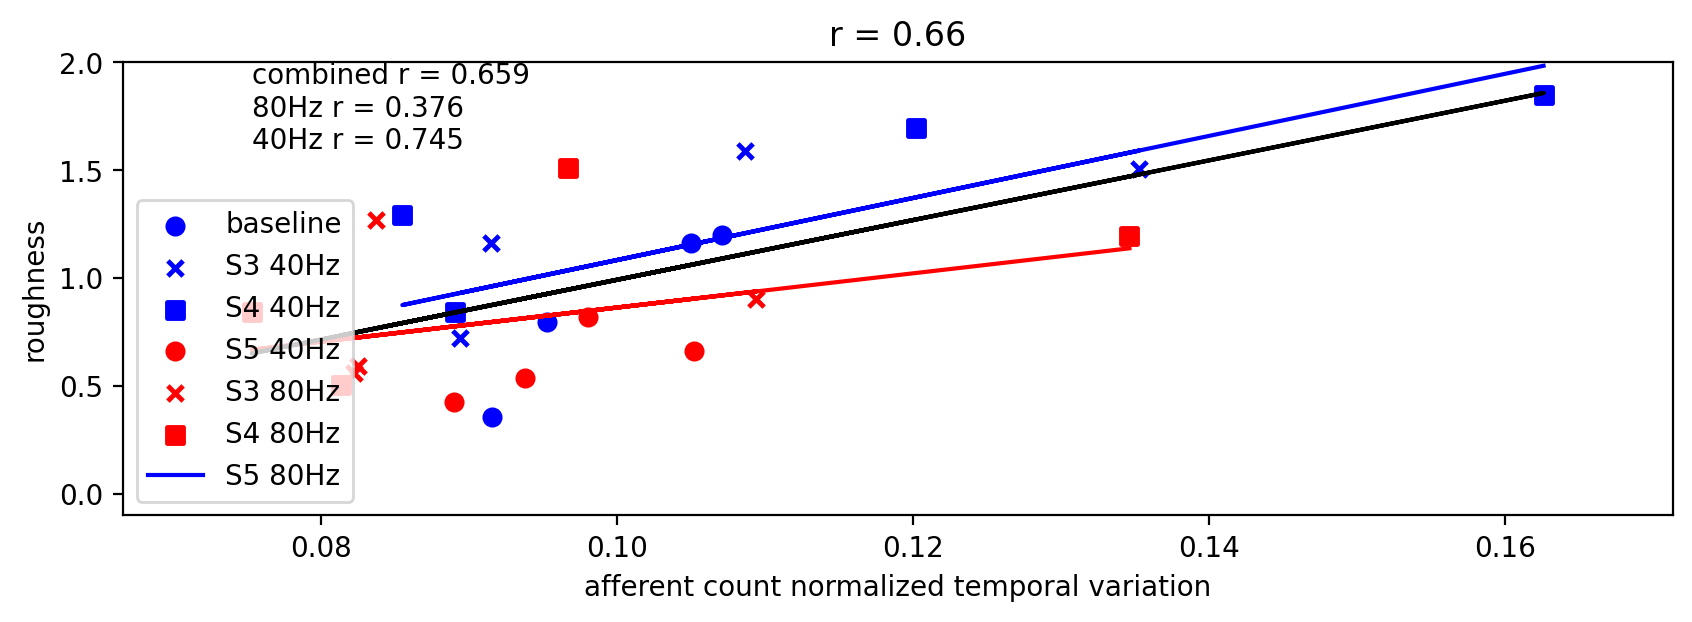 r = 0.66
combined r = 0.659
80Hz r = 0.376
40Hz r = 0.745
baseline
S3 40Hz
S4 40Hz
S5 40Hz
S3 80Hz
S4 80Hz
S5 80Hz
roughness
2.0
1.5
1.0
0.5
0.0
0.08 0.10 0.12 0.14 0.16
afferent count normalized temporal variation